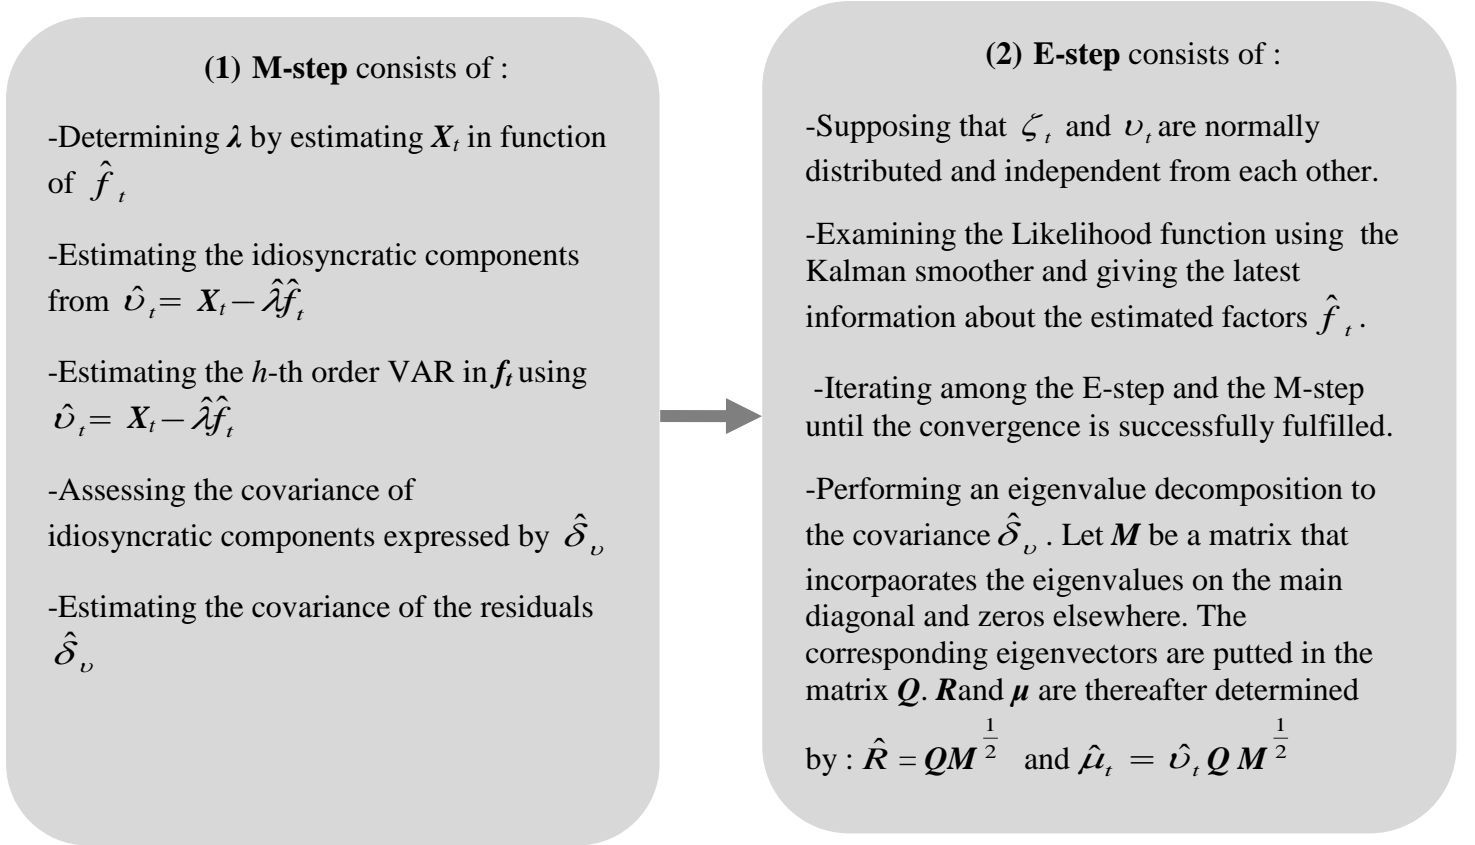 (1) M-step consists of :
-Determining λ by estimating Xₜ in function
of f̂ ₜ
-Estimating the idiosyncratic components
from υ̂ₜ = Xₜ − λ̂f̂ₜ
-Estimating the h-th order VAR in fₜ using
υ̂ₜ = Xₜ − λ̂f̂ₜ
-Assessing the covariance of
idiosyncratic components expressed by δ̂_υ
-Estimating the covariance of the residuals
δ̂_υ
(2) E-step consists of :
-Supposing that ζₜ and υₜ are normally
distributed and independent from each other.
-Examining the Likelihood function using the
Kalman smoother and giving the latest
information about the estimated factors f̂ ₜ .
-Iterating among the E-step and the M-step
until the convergence is successfully fulfilled.
-Performing an eigenvalue decomposition to
the covariance δ̂_υ . Let M be a matrix that
incorpaorates the eigenvalues on the main
diagonal and zeros elsewhere. The
corresponding eigenvectors are putted in the
matrix Q. Rand μ are thereafter determined
by : R̂ = QM^(1/2) and μ̂ₜ = υ̂ₜ Q M^(1/2)